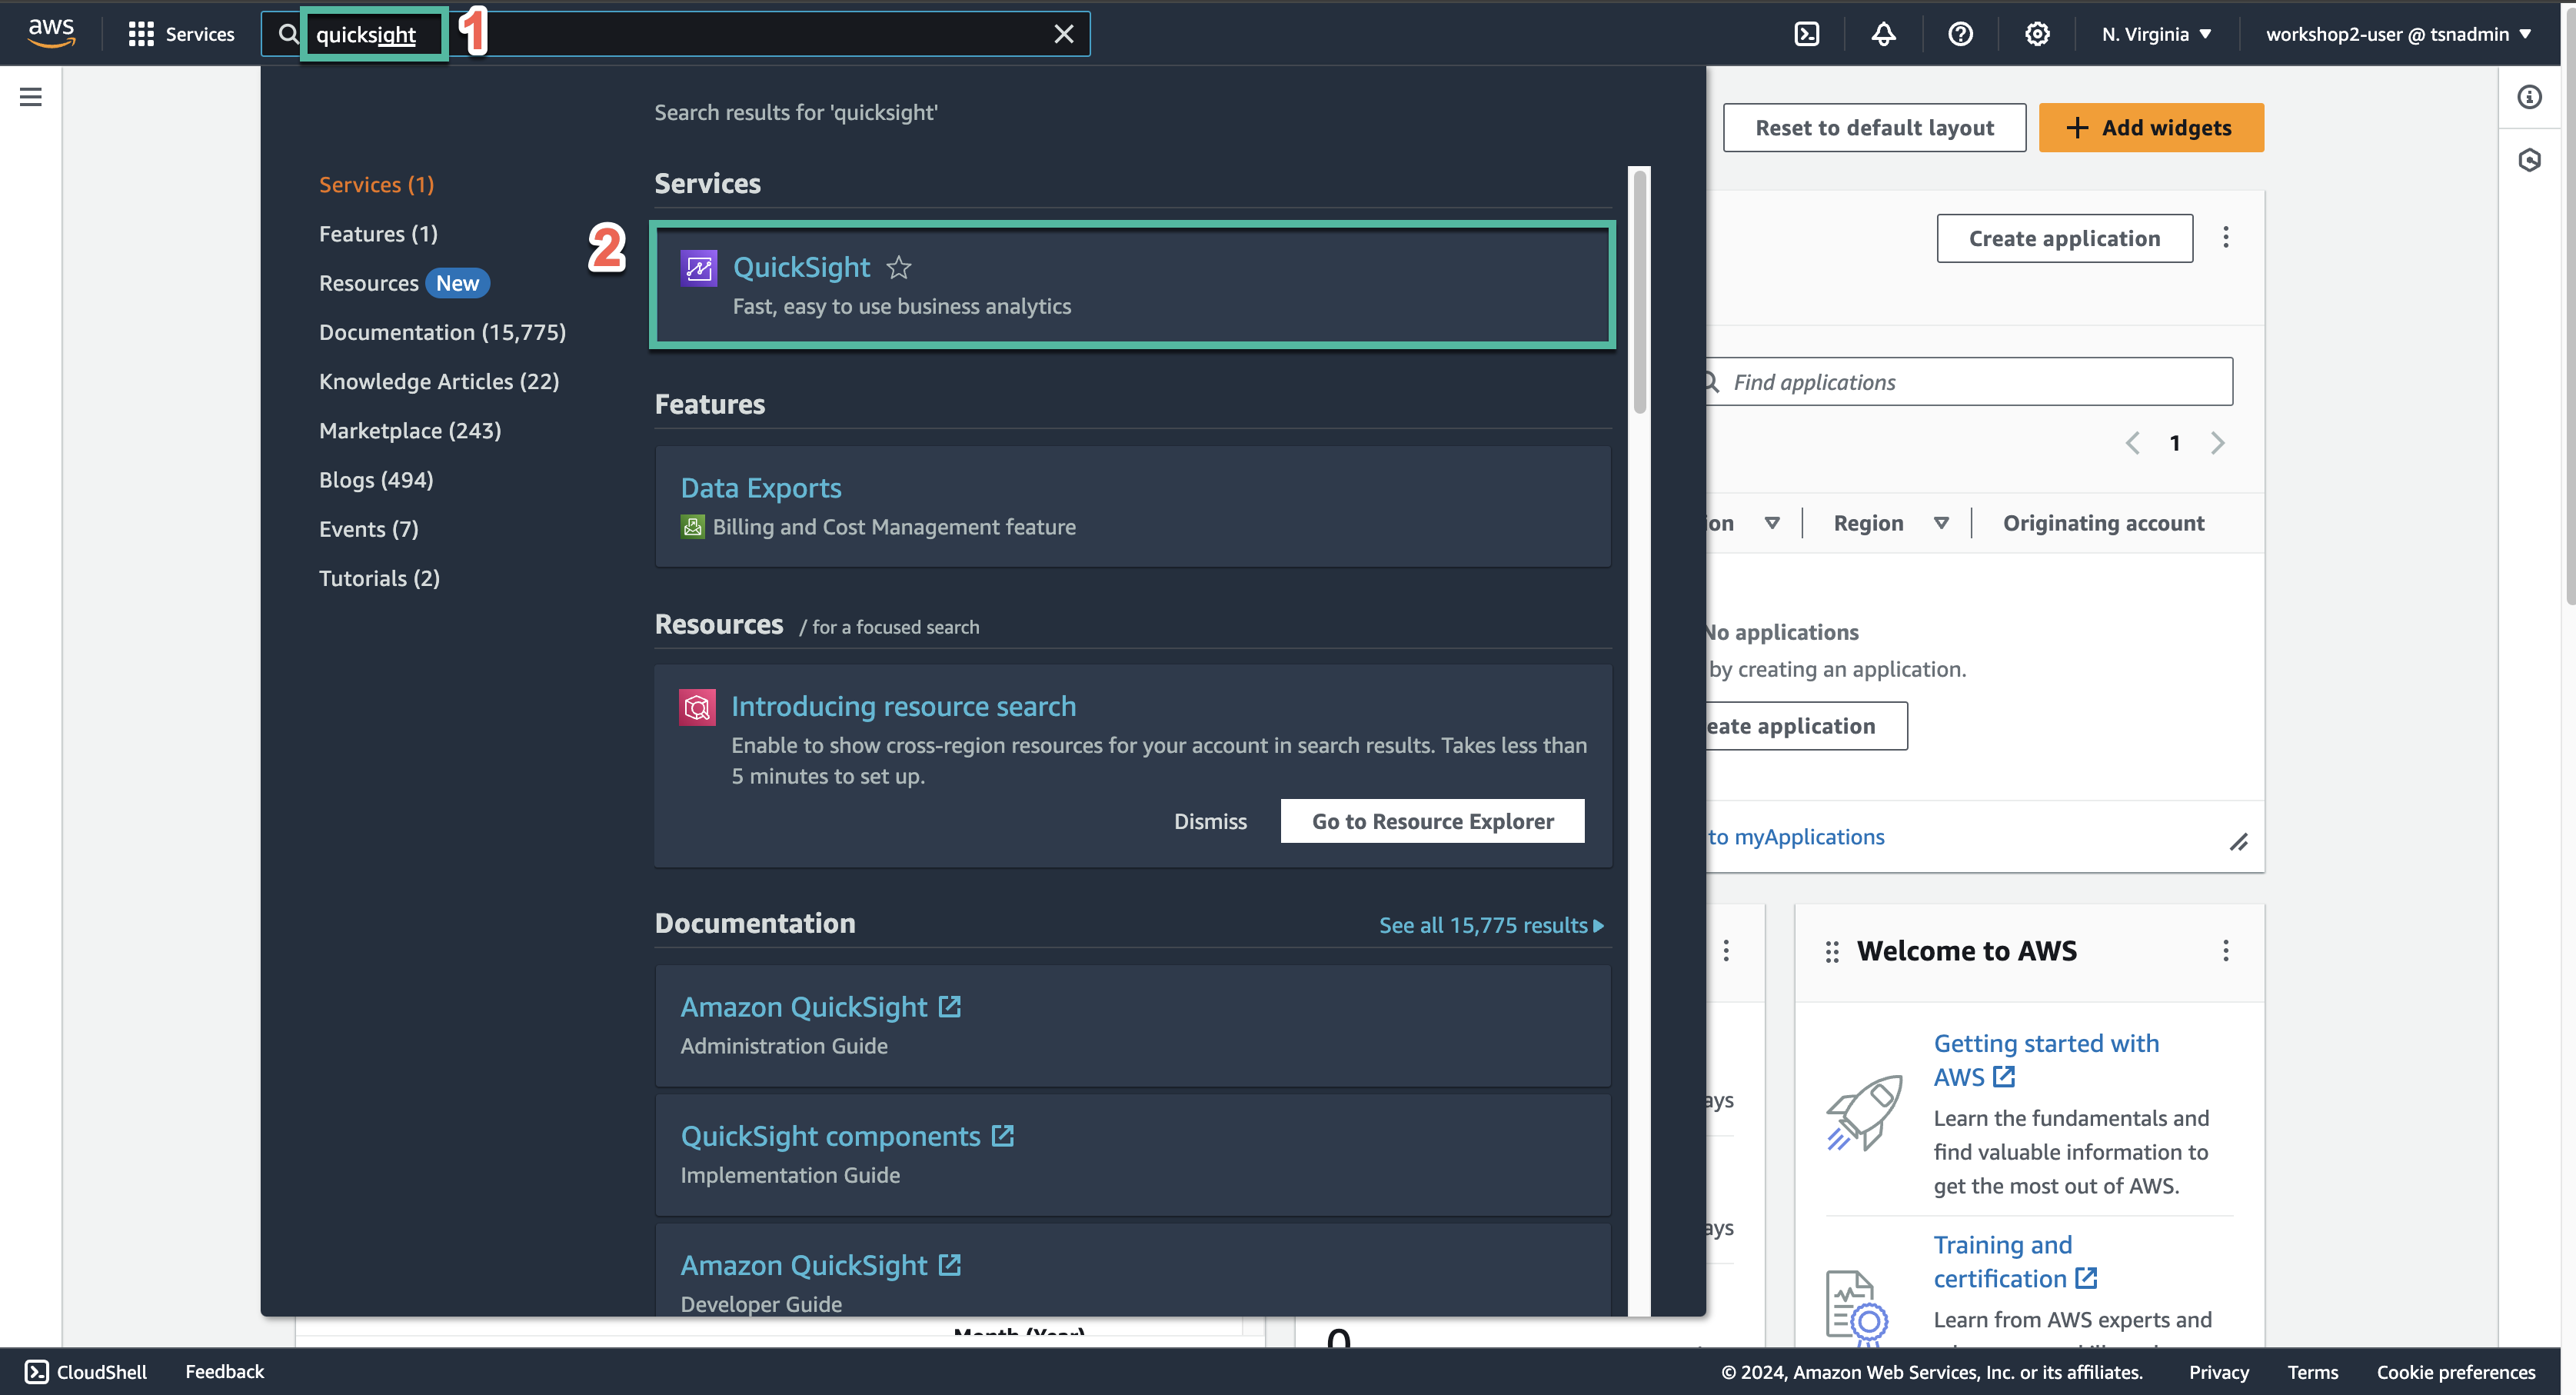 aws
Services
quicksight
1
N. Virginia
workshop2-user @ tsnadmin
Search results for 'quicksight'
Reset to default layout
Add widgets
Services (1)
Features (1)
Resources New
Documentation (15,775)
Knowledge Articles (22)
Marketplace (243)
Blogs (494)
Events (7)
Tutorials (2)
Services
2
QuickSight
Fast, easy to use business analytics
Features
Data Exports
Billing and Cost Management feature
Resources / for a focused search
Introducing resource search
Enable to show cross-region resources for your account in search results. Takes less than
5 minutes to set up.
Dismiss
Go to Resource Explorer
Documentation
See all 15,775 results
Amazon QuickSight
Administration Guide
QuickSight components
Implementation Guide
Amazon QuickSight
Developer Guide
Create application
Find applications
1
ion
Region
Originating account
No applications
by creating an application.
eate application
to myApplications
ays
ays
Welcome to AWS
Getting started with
AWS
Learn the fundamentals and
find valuable information to
get the most out of AWS.
Training and
certification
Learn from AWS experts and
Month (Year)
0
CloudShell
Feedback
© 2024, Amazon Web Services, Inc. or its affiliates.
Privacy
Terms
Cookie preferences